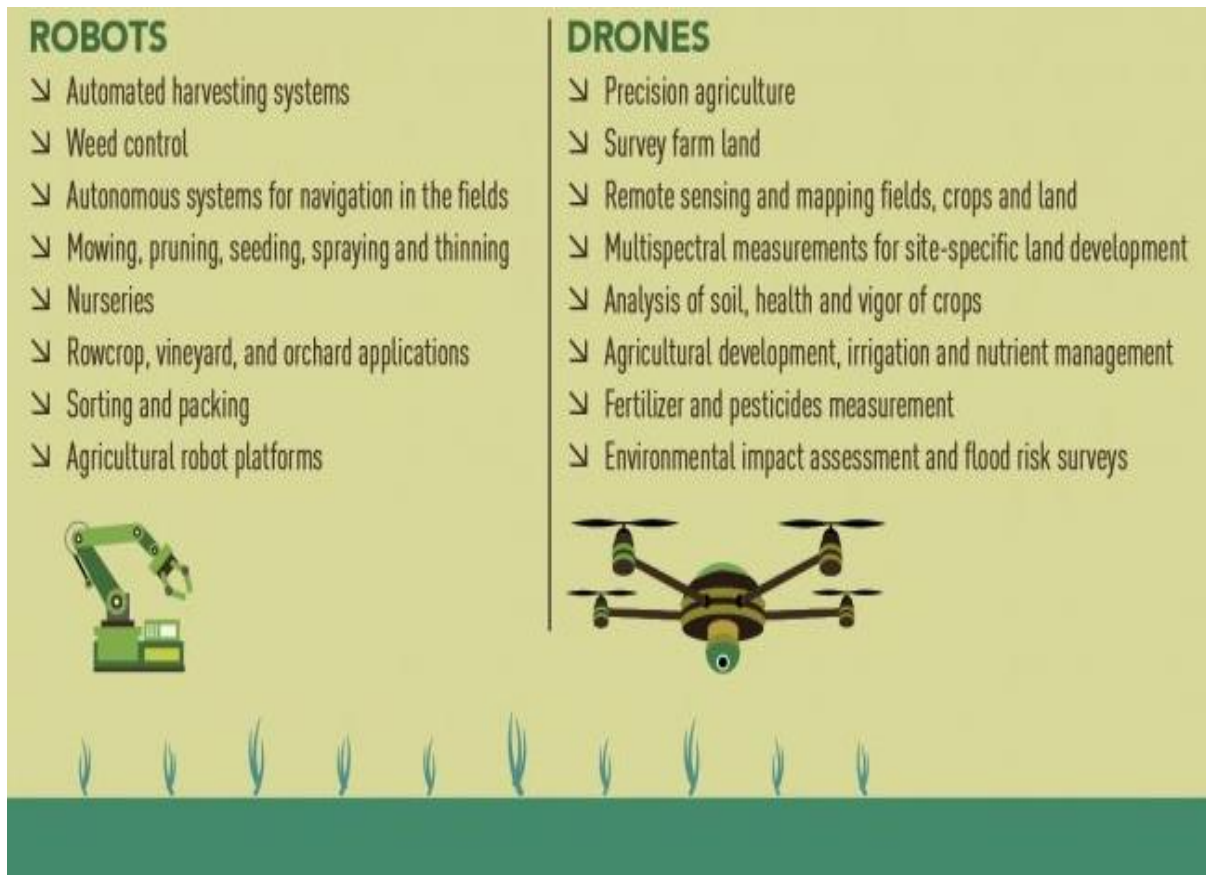 ROBOTS
Automated harvesting systems
Weed control
Autonomous systems for navigation in the fields
Mowing, pruning, seeding, spraying and thinning
Nurseries
Rowcrop, vineyard, and orchard applications
Sorting and packing
Agricultural robot platforms
DRONES
Precision agriculture
Survey farm land
Remote sensing and mapping fields, crops and land
Multispectral measurements for site-specific land development
Analysis of soil, health and vigor of crops
Agricultural development, irrigation and nutrient management
Fertilizer and pesticides measurement
Environmental impact assessment and flood risk surveys